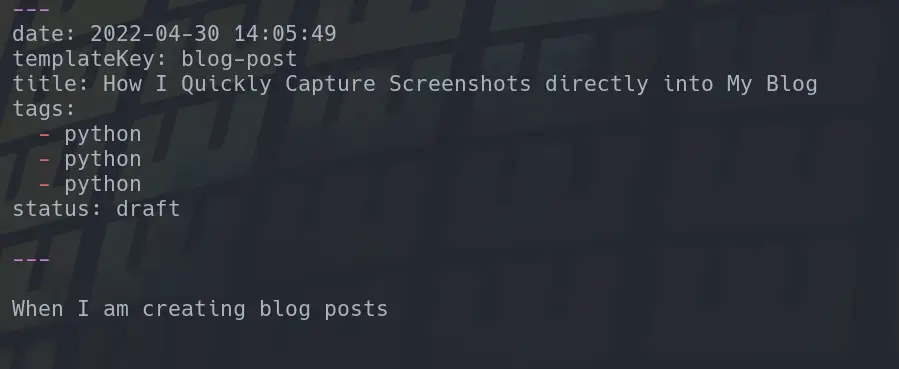 ---
date: 2022-04-30 14:05:49
templateKey: blog-post
title: How I Quickly Capture Screenshots directly into My Blog
tags:
  - python
  - python
  - python
status: draft
---
When I am creating blog posts